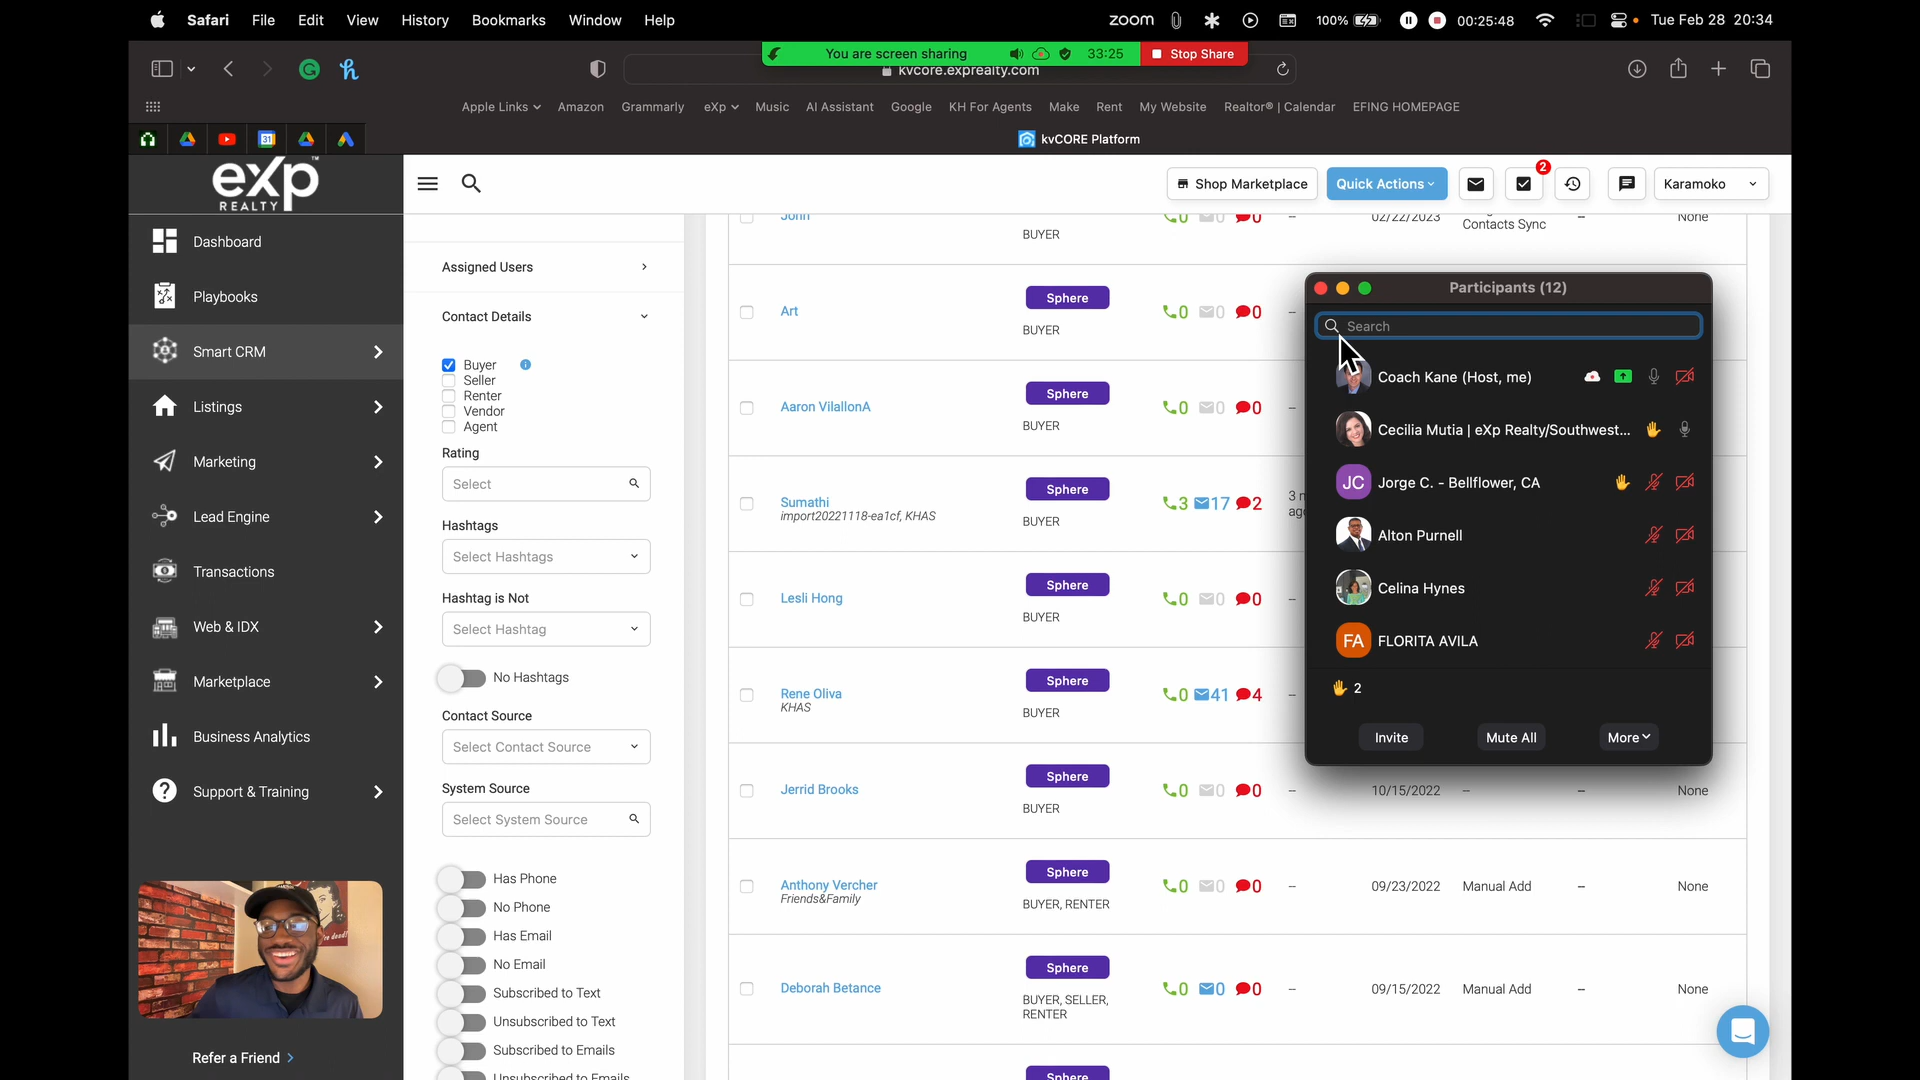 Safari File Edit View History Bookmarks Window Help
zoom 100% 00:25:48 Tue Feb 28 20:34
You are screen sharing 33:25 Stop Share
kvcore.exprealty.com
Apple Links Amazon Grammarly eXp Music AI Assistant Google KH For Agents Make Rent My Website Realtor® | Calendar EFING HOMEPAGE
31
kvCORE Platform
eXp™
REALTY
Shop Marketplace
Quick Actions
2
Karamoko
Dashboard
Playbooks
Smart CRM
Listings
Marketing
Lead Engine
Transactions
Web & IDX
Marketplace
Business Analytics
Support & Training
Refer a Friend
Assigned Users
Contact Details
Buyer
Seller
Renter
Vendor
Agent
Rating
Select
Hashtags
Select Hashtags
Hashtag is Not
Select Hashtag
No Hashtags
Contact Source
Select Contact Source
System Source
Select System Source
Has Phone
No Phone
Has Email
No Email
Subscribed to Text
Unsubscribed to Text
Subscribed to Emails
Unsubscribed to Emails
John 0 0 0 -- 02/22/2023 -- None
Contacts Sync
BUYER
Art Sphere 0 0 0 --
BUYER
Aaron VilallonA Sphere 0 0 0 --
BUYER
Sumathi Sphere 3 17 2
import20221118-ea1cf, KHAS
BUYER
Lesli Hong Sphere 0 0 0 --
BUYER
Rene Oliva Sphere 0 41 4 --
KHAS
BUYER
Jerrid Brooks Sphere 0 0 0 -- 10/15/2022 -- -- None
BUYER
Anthony Vercher Sphere 0 0 0 -- 09/23/2022 Manual Add -- None
Friends&Family
BUYER, RENTER
Deborah Betance Sphere 0 0 0 -- 09/15/2022 Manual Add -- None
BUYER, SELLER,
RENTER
Sphere
Participants (12)
Search
Coach Kane (Host, me)
Cecilia Mutia | eXp Realty/Southwest...
JC Jorge C. - Bellflower, CA
Alton Purnell
Celina Hynes
FA FLORITA AVILA
2
Invite Mute All More